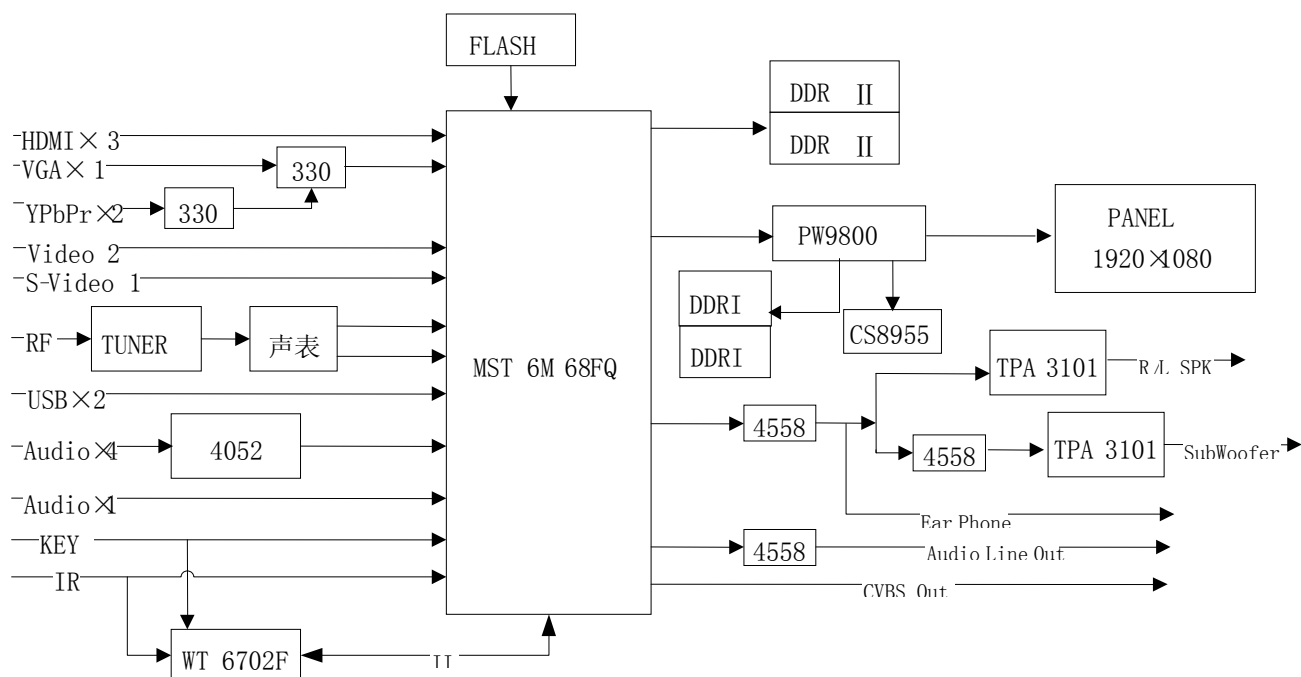 FLASH
DDR II
DDR II
HDMI×3
VGA×1
330
YPbPr×2
330
PANEL
1920×1080
PW9800
Video 2
S-Video 1
DDRI
DDRI
CS8955
RF
TUNER
声表
MST 6M 68FQ
TPA 3101
R/L SPK
USB×2
4558
Audio×4
4052
4558
TPA 3101
SubWoofer
Audio×1
Ear Phone
KEY
4558
Audio Line Out
IR
CVBS Out
WT 6702F